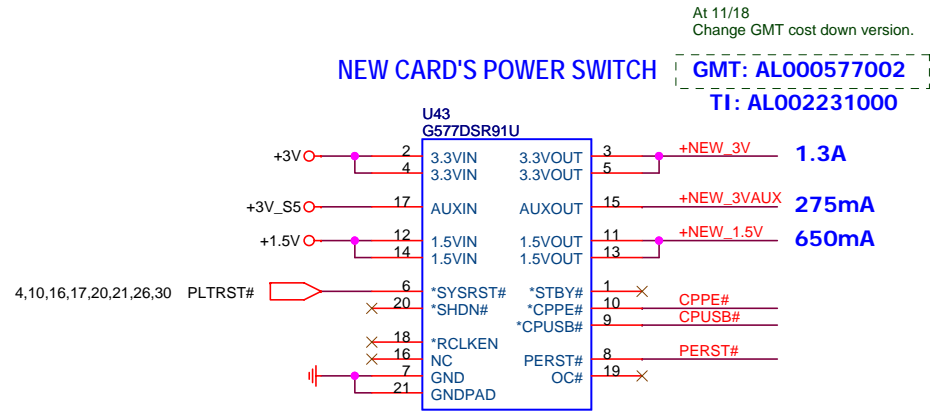 At 11/18
Change GMT cost down version.
NEW CARD'S POWER SWITCH
GMT: AL000577002
TI: AL002231000
U43
G577DSR91U
+3V 2 3.3VIN 3.3VOUT 3 +NEW_3V 1.3A
4 3.3VIN 3.3VOUT 5
+3V_S5 17 AUXIN AUXOUT 15 +NEW_3VAUX 275mA
+1.5V 12 1.5VIN 1.5VOUT 11 +NEW_1.5V 650mA
14 1.5VIN 1.5VOUT 13
4,10,16,17,20,21,26,30 PLTRST# 6 *SYSRST# *STBY# 1
20 *SHDN# *CPPE# 10 CPPE#
*CPUSB# 9 CPUSB#
18 *RCLKEN
16 NC PERST# 8 PERST#
7 GND OC# 19
21 GNDPAD